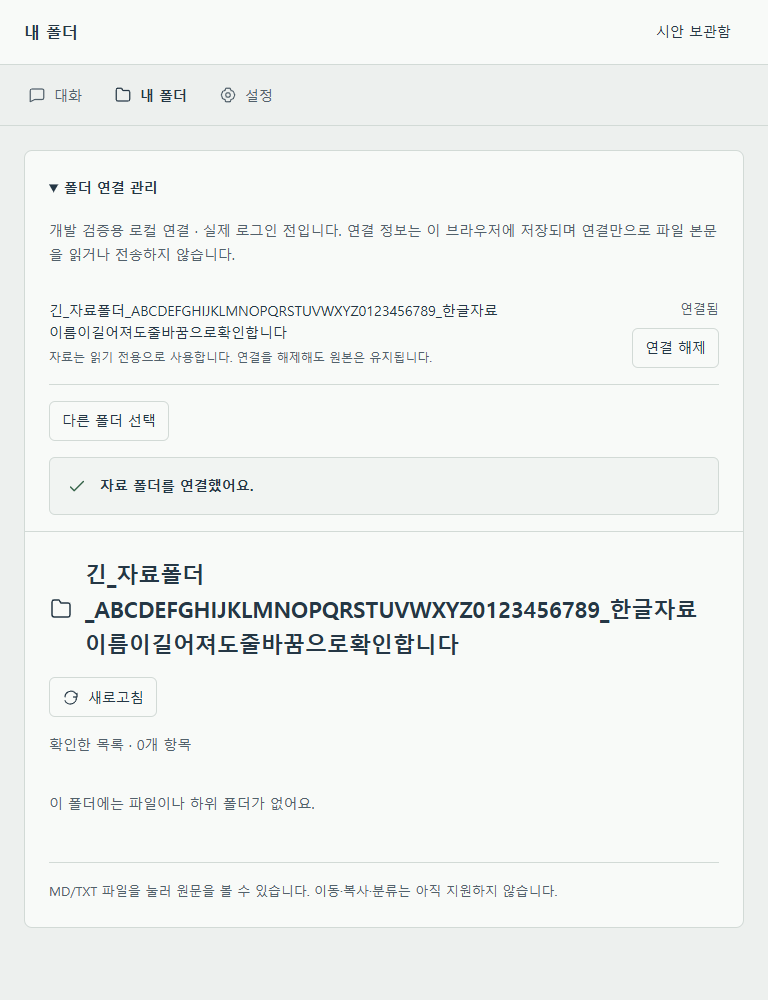 내 폴더
시안 보관함
대화
내 폴더
설정
▼ 폴더 연결 관리
개발 검증용 로컬 연결 · 실제 로그인 전입니다. 연결 정보는 이 브라우저에 저장되며 연결만으로 파일 본문
을 읽거나 전송하지 않습니다.
긴_자료폴더_ABCDEFGHIJKLMNOPQRSTUVWXYZ0123456789_한글자료
이름이길어져도줄바꿈으로확인합니다
자료는 읽기 전용으로 사용합니다. 연결을 해제해도 원본은 유지됩니다.
연결됨
연결 해제
다른 폴더 선택
자료 폴더를 연결했어요.
긴_자료폴더
_ABCDEFGHIJKLMNOPQRSTUVWXYZ0123456789_한글자료
이름이길어져도줄바꿈으로확인합니다
새로고침
확인한 목록 · 0개 항목
이 폴더에는 파일이나 하위 폴더가 없어요.
MD/TXT 파일을 눌러 원문을 볼 수 있습니다. 이동·복사·분류는 아직 지원하지 않습니다.